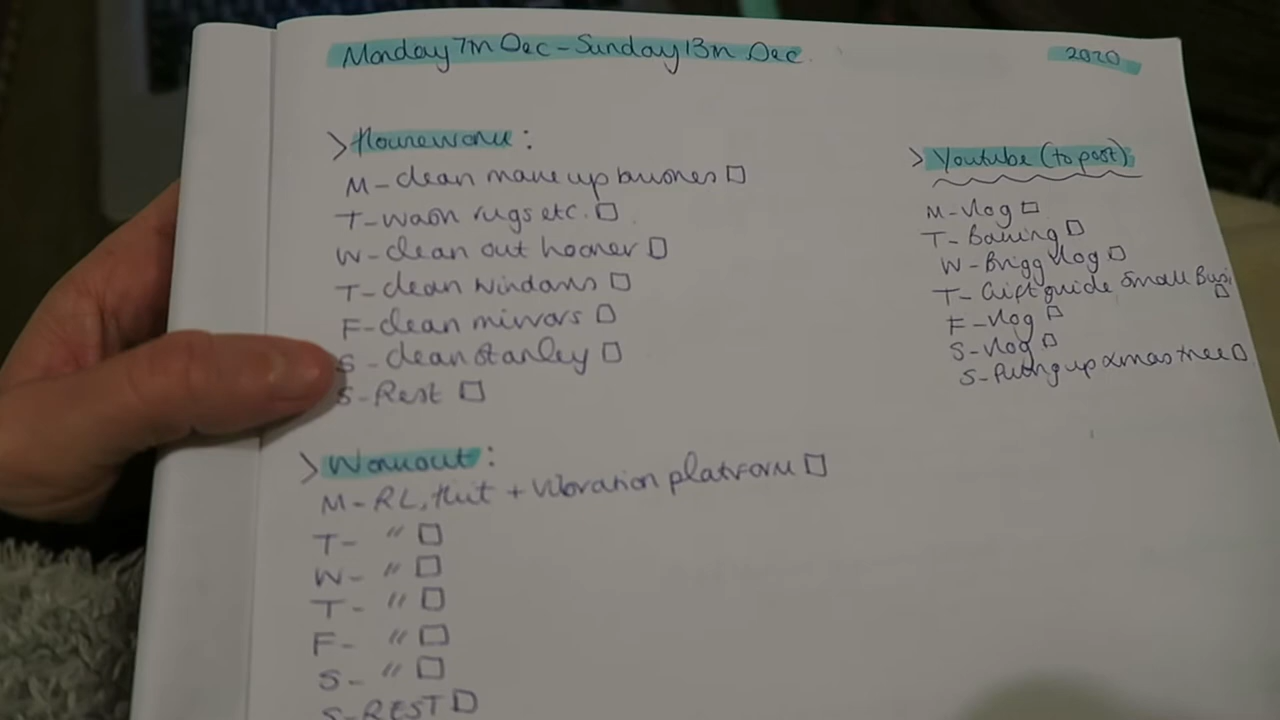 Monday 7th Dec - Sunday 13th Dec
2020
> Housework:
M - clean make up brushes □
T - wash rugs etc. □
W - clean out hoover □
T - clean windows □
F - clean mirrors □
S - clean Stanley □
S - Rest □
> Youtube (to post):
M - Vlog □
T - Baking □
W - Brigg Vlog □
T - Gift guide Small Busi □
F - Vlog □
S - Vlog □
S - Putting up xmas tree □
> Workout:
M - RL, Hiit + Vibration platform □
T - " □
W - " □
T - " □
F - " □
S - " □
S - REST □